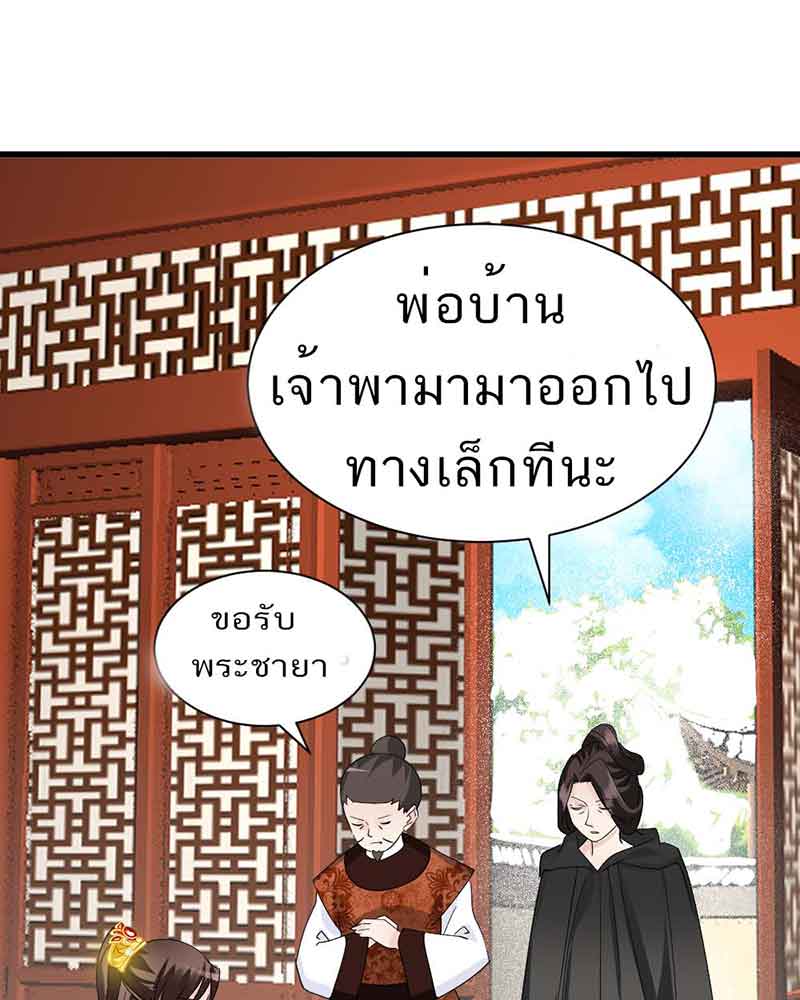 พ่อบ้าน
เจ้าพามามาออกไป
ทางเล็กทีนะ
ขอรับ
พระชายา